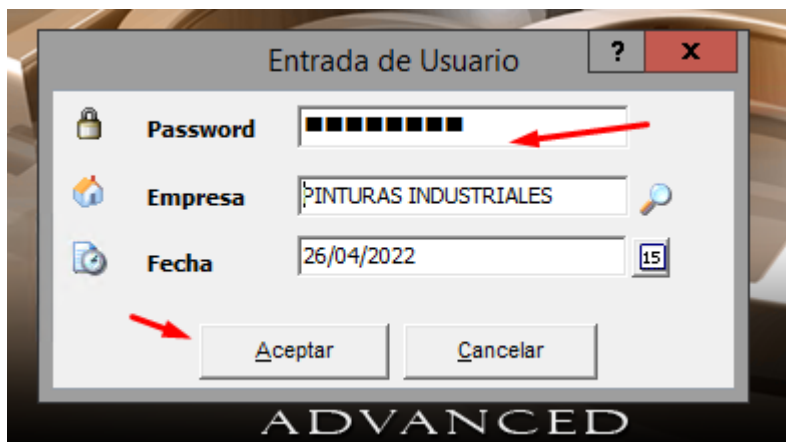 Entrada de Usuario
?
x
Password
■■■■■■■■
Empresa
PINTURAS INDUSTRIALES
Fecha
26/04/2022
15
Aceptar
Cancelar
ADVANCED